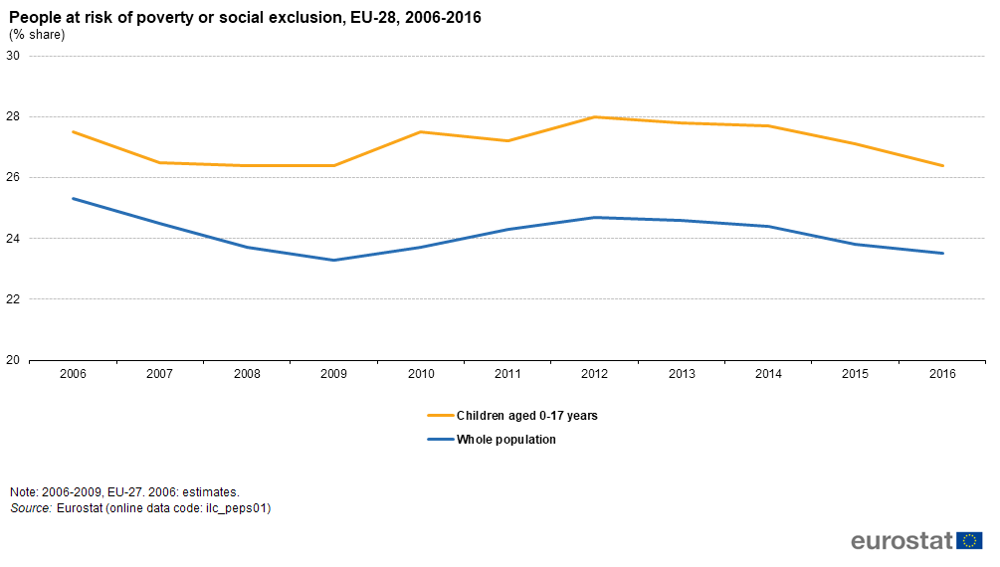 People at risk of poverty or social exclusion, EU-28, 2006-2016
(% share)
30
28
26
24
22
20
2006 2007 2008 2009 2010 2011 2012 2013 2014 2015 2016
Children aged 0-17 years
Whole population
Note: 2006-2009, EU-27. 2006: estimates.
Source: Eurostat (online data code: ilc_peps01)
eurostat